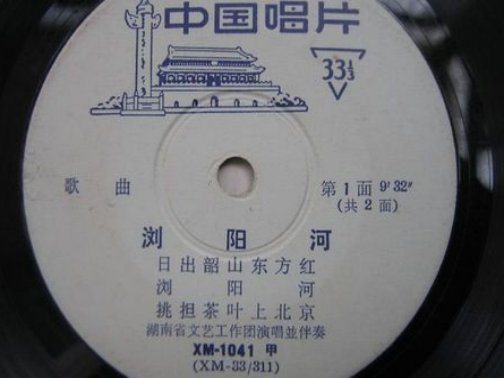 中国唱片
33⅓
歌曲
第1面 9'32"
(共2面)
浏阳河
日出韶山东方红
浏阳河
挑担茶叶上北京
湖南省文艺工作团演唱並伴奏
XM-1041 甲
(XM-33/311)